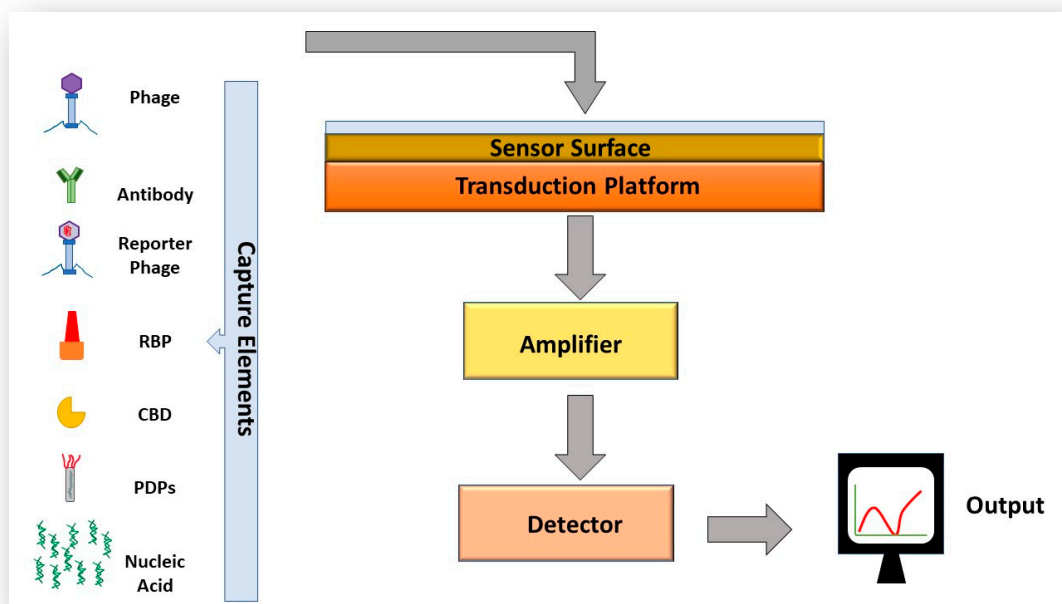 Phage
Antibody
Reporter
Phage
RBP
CBD
PDPs
Nucleic
Acid
Capture Elements
Sensor Surface
Transduction Platform
Amplifier
Detector
Output